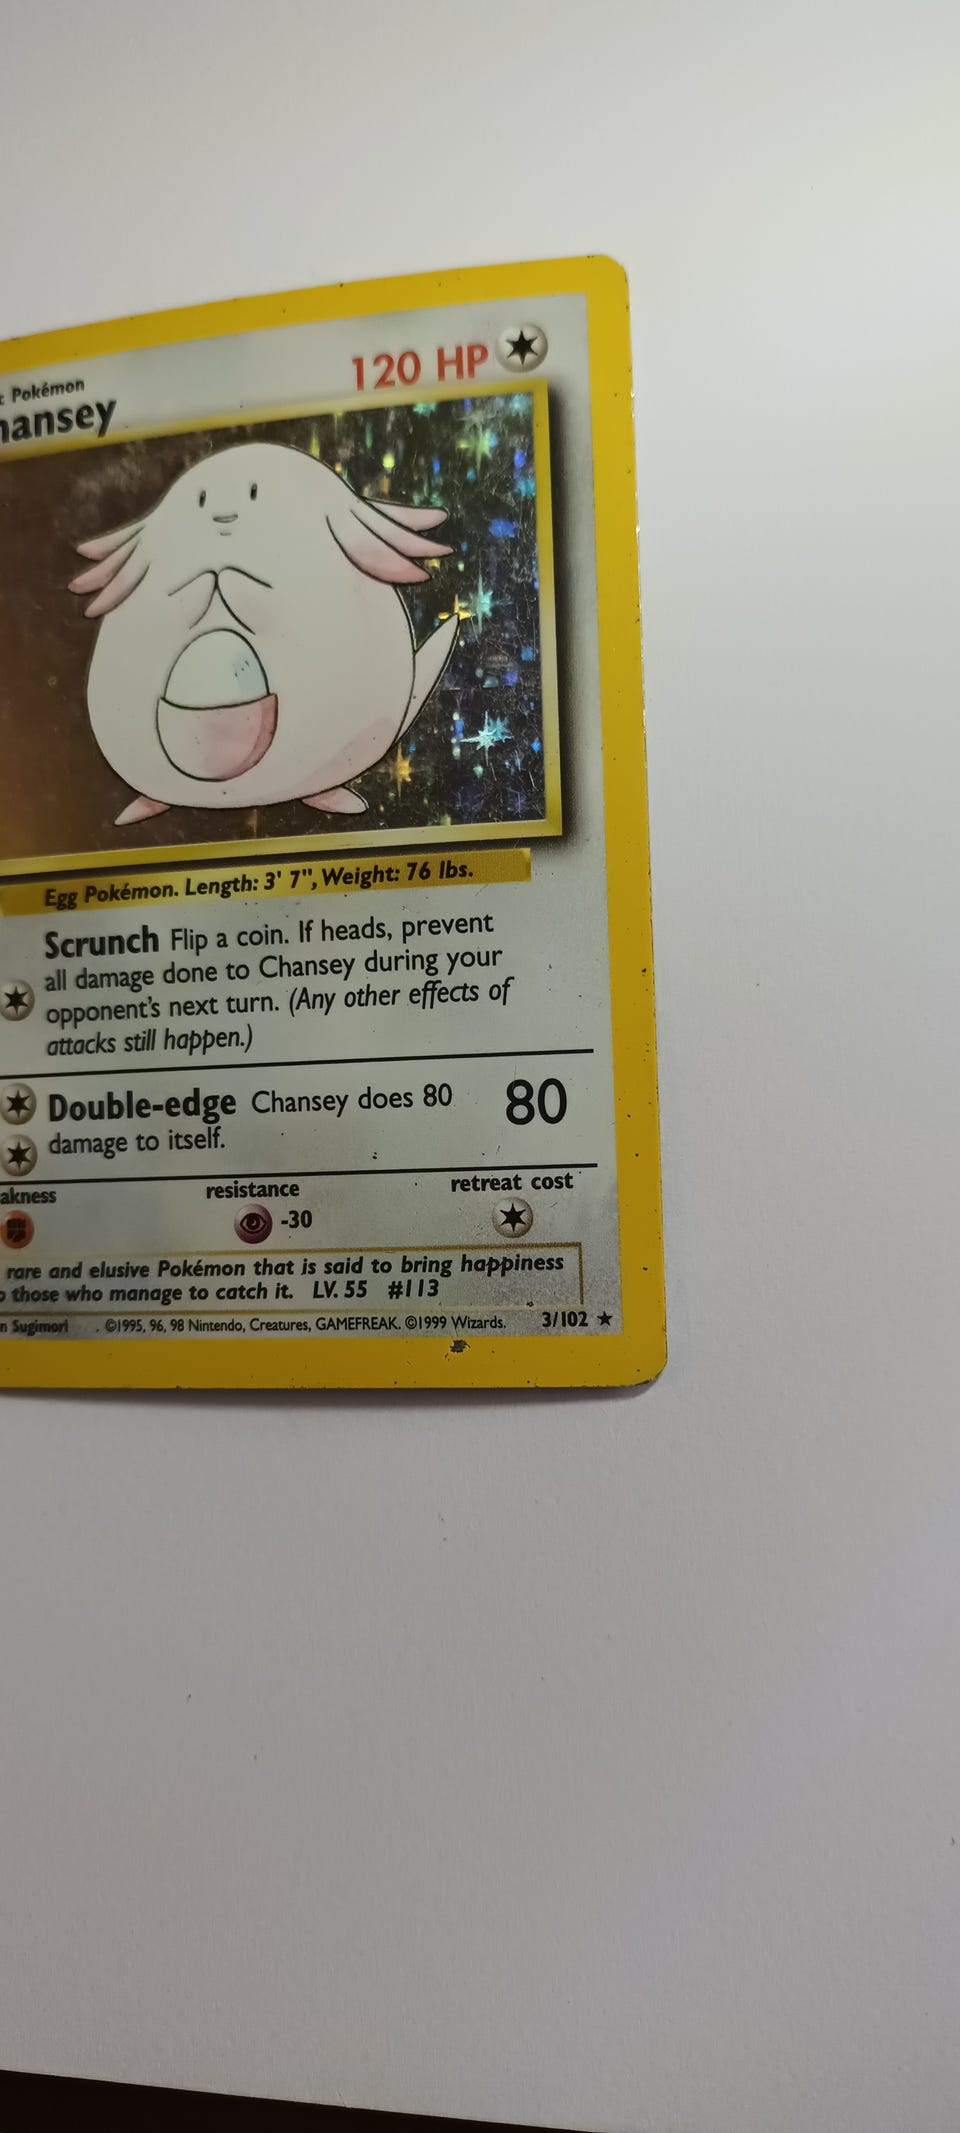 Pokémon
ansey
120 HP
Egg Pokémon. Length: 3' 7", Weight: 76 lbs.
Scrunch Flip a coin. If heads, prevent
all damage done to Chansey during your
opponent's next turn. (Any other effects of
attacks still happen.)
Double-edge Chansey does 80
damage to itself.
80
akness
resistance
retreat cost
-30
rare and elusive Pokémon that is said to bring happiness
those who manage to catch it. LV. 55 #113
n Sugimori ©1995, 96, 98 Nintendo, Creatures, GAMEFREAK. ©1999 Wizards. 3/102 ★